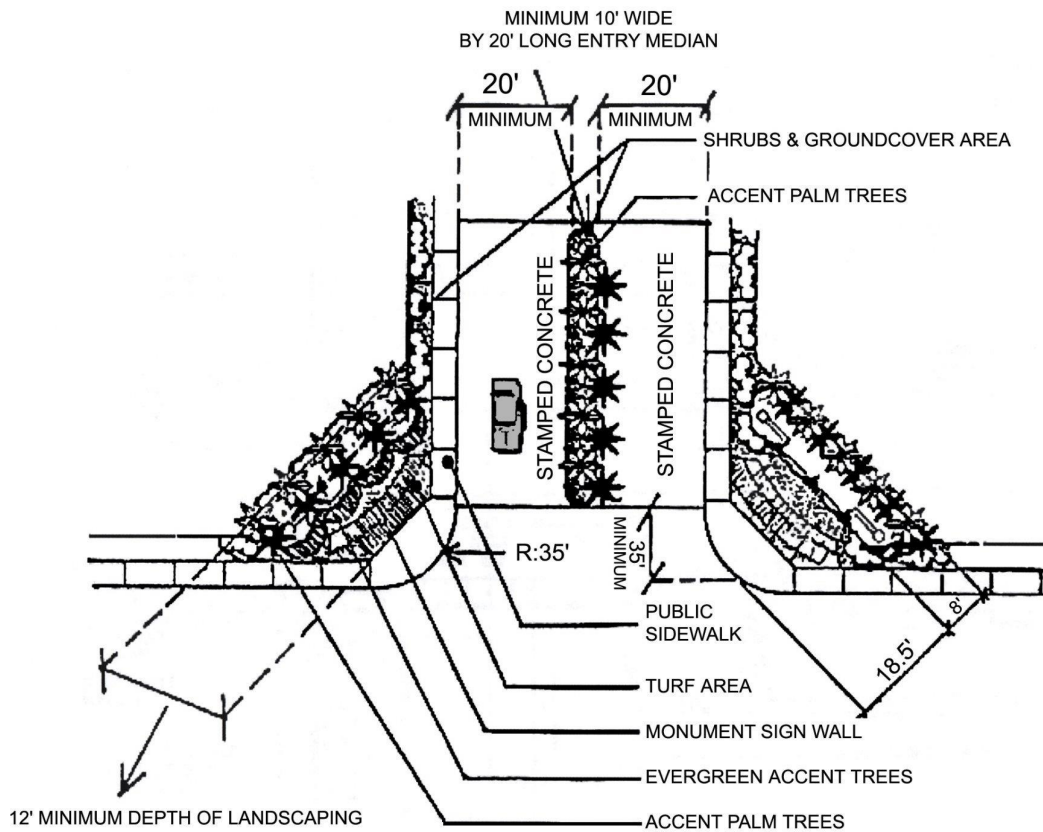 MINIMUM 10' WIDE
BY 20' LONG ENTRY MEDIAN
20'
MINIMUM
20'
MINIMUM
SHRUBS & GROUNDCOVER AREA
ACCENT PALM TREES
STAMPED CONCRETE
STAMPED CONCRETE
R:35'
35'
MINIMUM
PUBLIC
SIDEWALK
8'
18.5'
TURF AREA
MONUMENT SIGN WALL
EVERGREEN ACCENT TREES
ACCENT PALM TREES
12' MINIMUM DEPTH OF LANDSCAPING